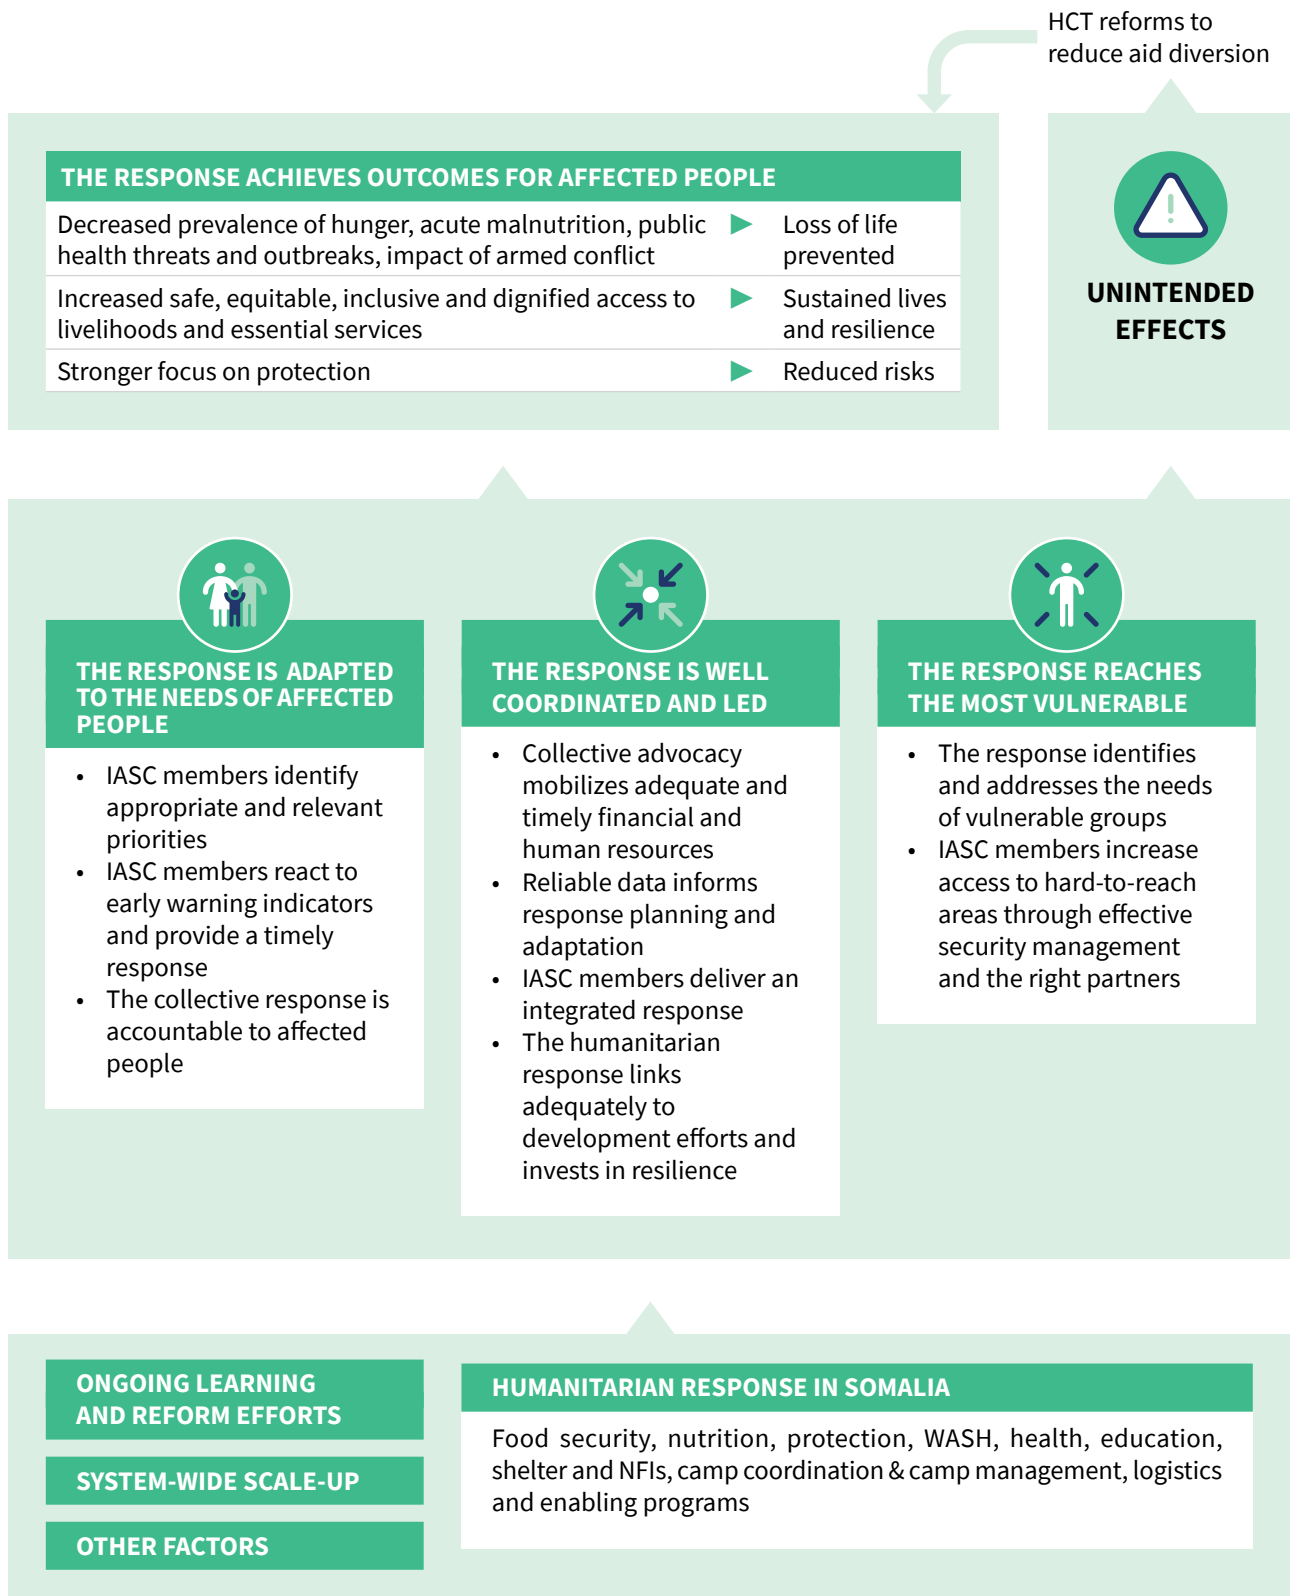 HCT reforms to
reduce aid diversion
THE RESPONSE ACHIEVES OUTCOMES FOR AFFECTED PEOPLE
Decreased prevalence of hunger, acute malnutrition, public
health threats and outbreaks, impact of armed conflict
Loss of life
prevented
Increased safe, equitable, inclusive and dignified access to
livelihoods and essential services
Sustained lives
and resilience
Stronger focus on protection
Reduced risks
UNINTENDED
EFFECTS
THE RESPONSE IS ADAPTED
TO THE NEEDS OF AFFECTED
PEOPLE
• IASC members identify
appropriate and relevant
priorities
• IASC members react to
early warning indicators
and provide a timely
response
• The collective response is
accountable to affected
people
THE RESPONSE IS WELL
COORDINATED AND LED
• Collective advocacy
mobilizes adequate and
timely financial and
human resources
• Reliable data informs
response planning and
adaptation
• IASC members deliver an
integrated response
• The humanitarian
response links
adequately to
development efforts and
invests in resilience
THE RESPONSE REACHES
THE MOST VULNERABLE
• The response identifies
and addresses the needs
of vulnerable groups
• IASC members increase
access to hard-to-reach
areas through effective
security management
and the right partners
ONGOING LEARNING
AND REFORM EFFORTS
SYSTEM-WIDE SCALE-UP
OTHER FACTORS
HUMANITARIAN RESPONSE IN SOMALIA
Food security, nutrition, protection, WASH, health, education,
shelter and NFIs, camp coordination & camp management, logistics
and enabling programs